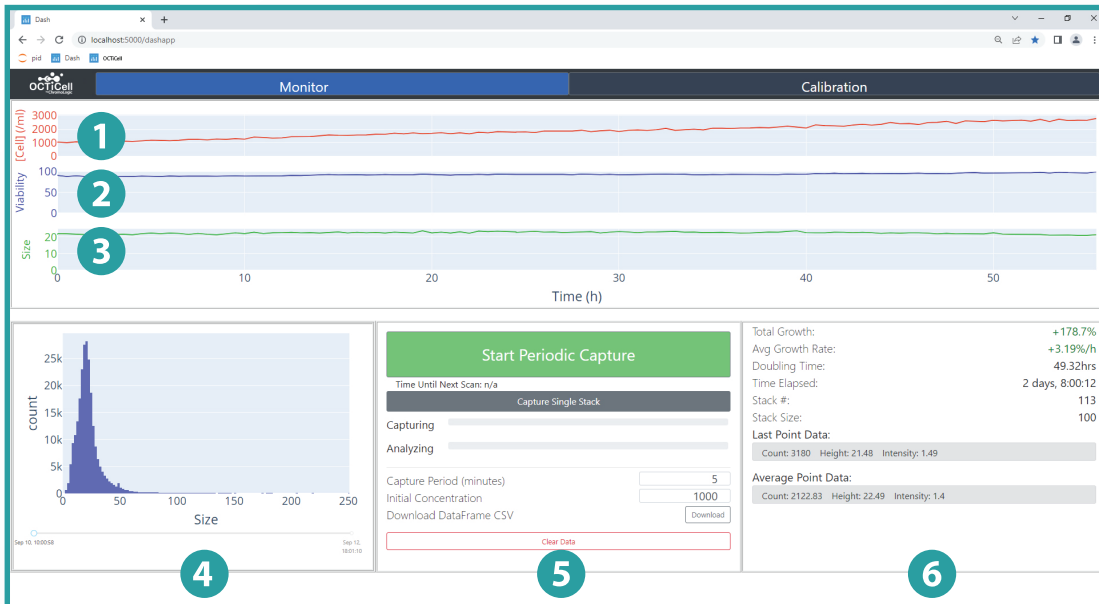 Dash
localhost:5000/dashapp
pid Dash OCTiCell
OCTiCell
Monitor
Calibration
[Cell] (/ml)
3000
2000
1000
0
1
Viability
100
50
0
2
Size
20
10
0
3
0 10 20 30 40 50
Time (h)
count
25k
20k
15k
10k
5k
0
0 50 100 150 200 250
Size
Sep 10, 10:00:58
Sep 12, 18:01:10
4
Start Periodic Capture
Time Until Next Scan: n/a
Capture Single Stack
Capturing
Analyzing
Capture Period (minutes) 5
Initial Concentration 1000
Download DataFrame CSV Download
Clear Data
5
Total Growth: +178.7%
Avg Growth Rate: +3.19%/h
Doubling Time: 49.32hrs
Time Elapsed: 2 days, 8:00:12
Stack #: 113
Stack Size: 100
Last Point Data:
Count: 3180 Height: 21.48 Intensity: 1.49
Average Point Data:
Count: 2122.83 Height: 22.49 Intensity: 1.4
6